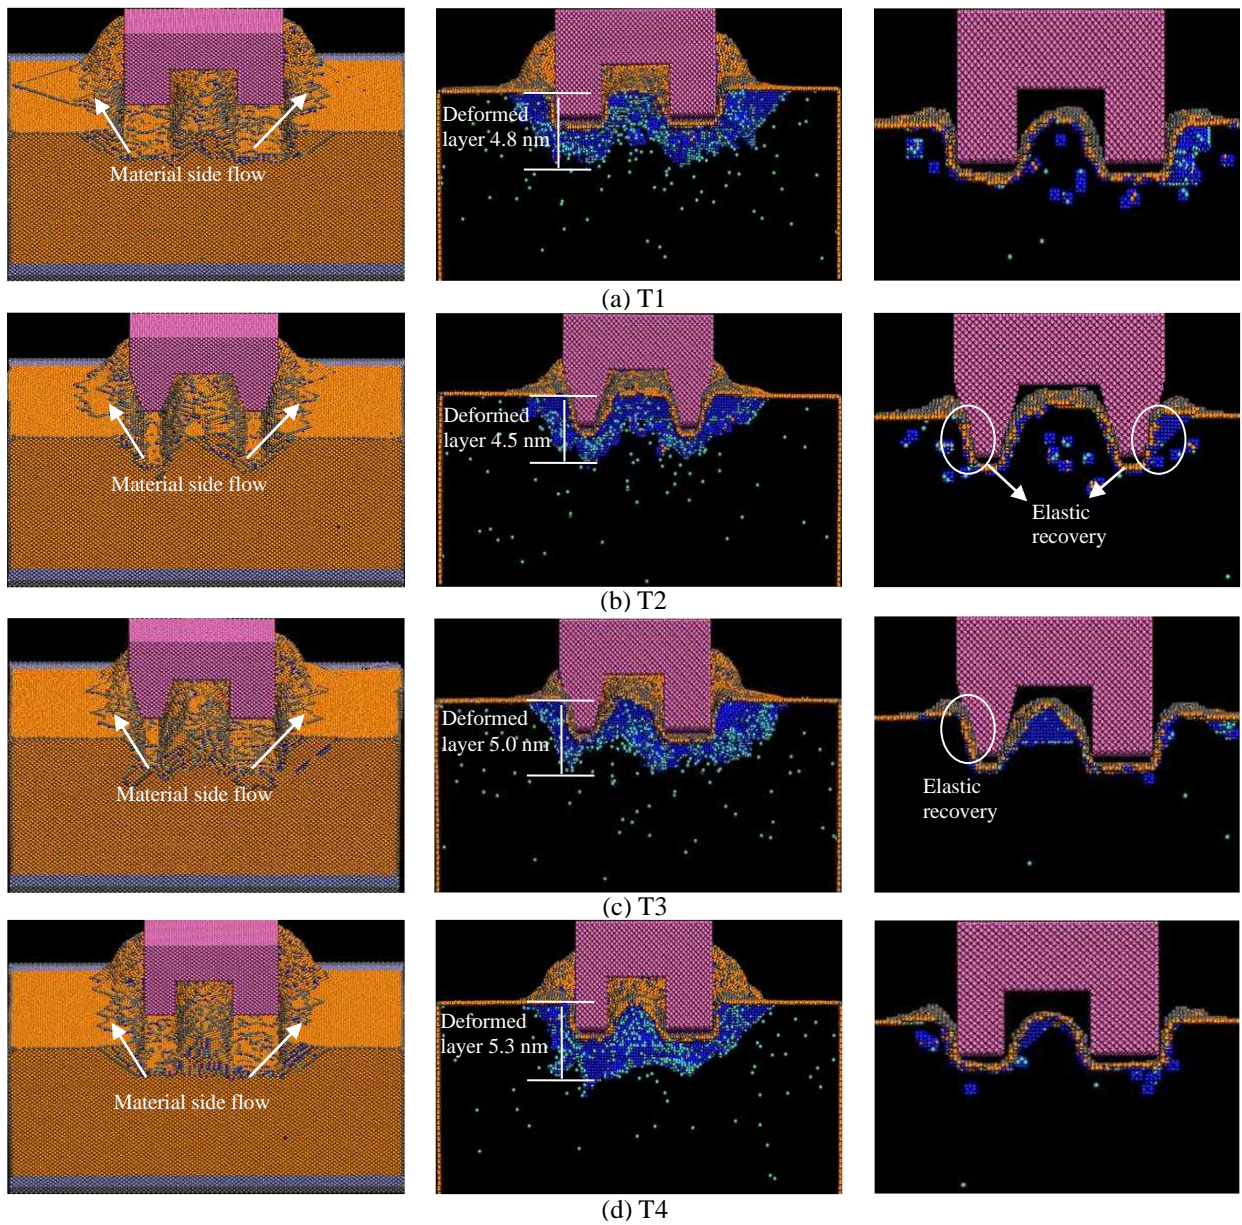 Material side flow
Deformed
layer 4.8 nm
(a) T1
Material side flow
Deformed
layer 4.5 nm
Elastic
recovery
(b) T2
Material side flow
Deformed
layer 5.0 nm
Elastic
recovery
(c) T3
Material side flow
Deformed
layer 5.3 nm
(d) T4